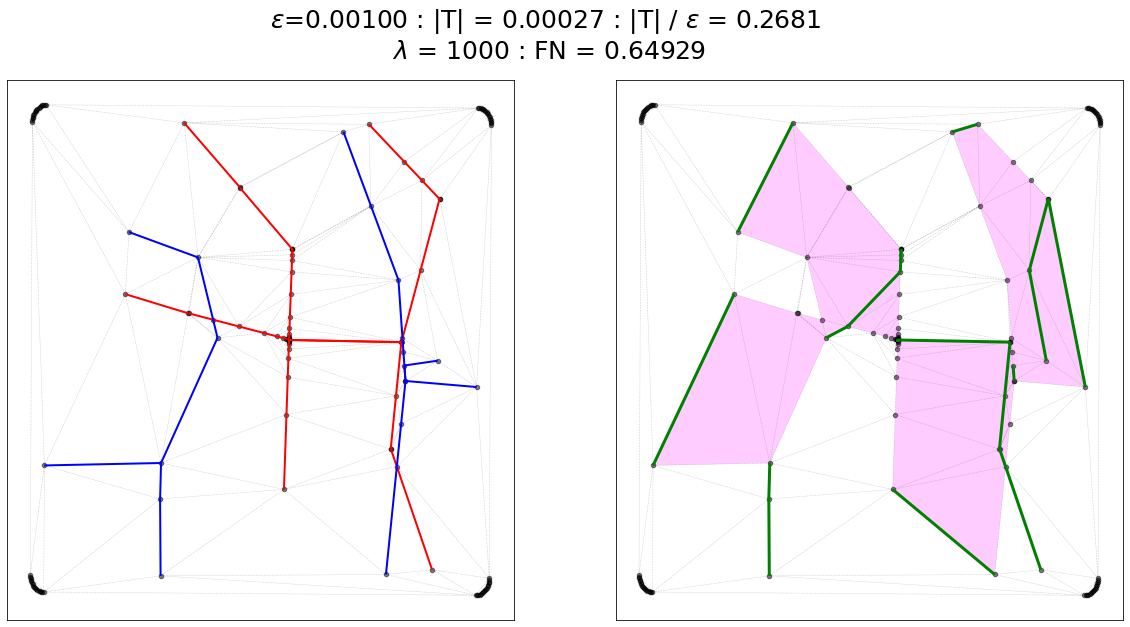 ε=0.00100 : |T| = 0.00027 : |T| / ε = 0.2681
λ = 1000 : FN = 0.64929